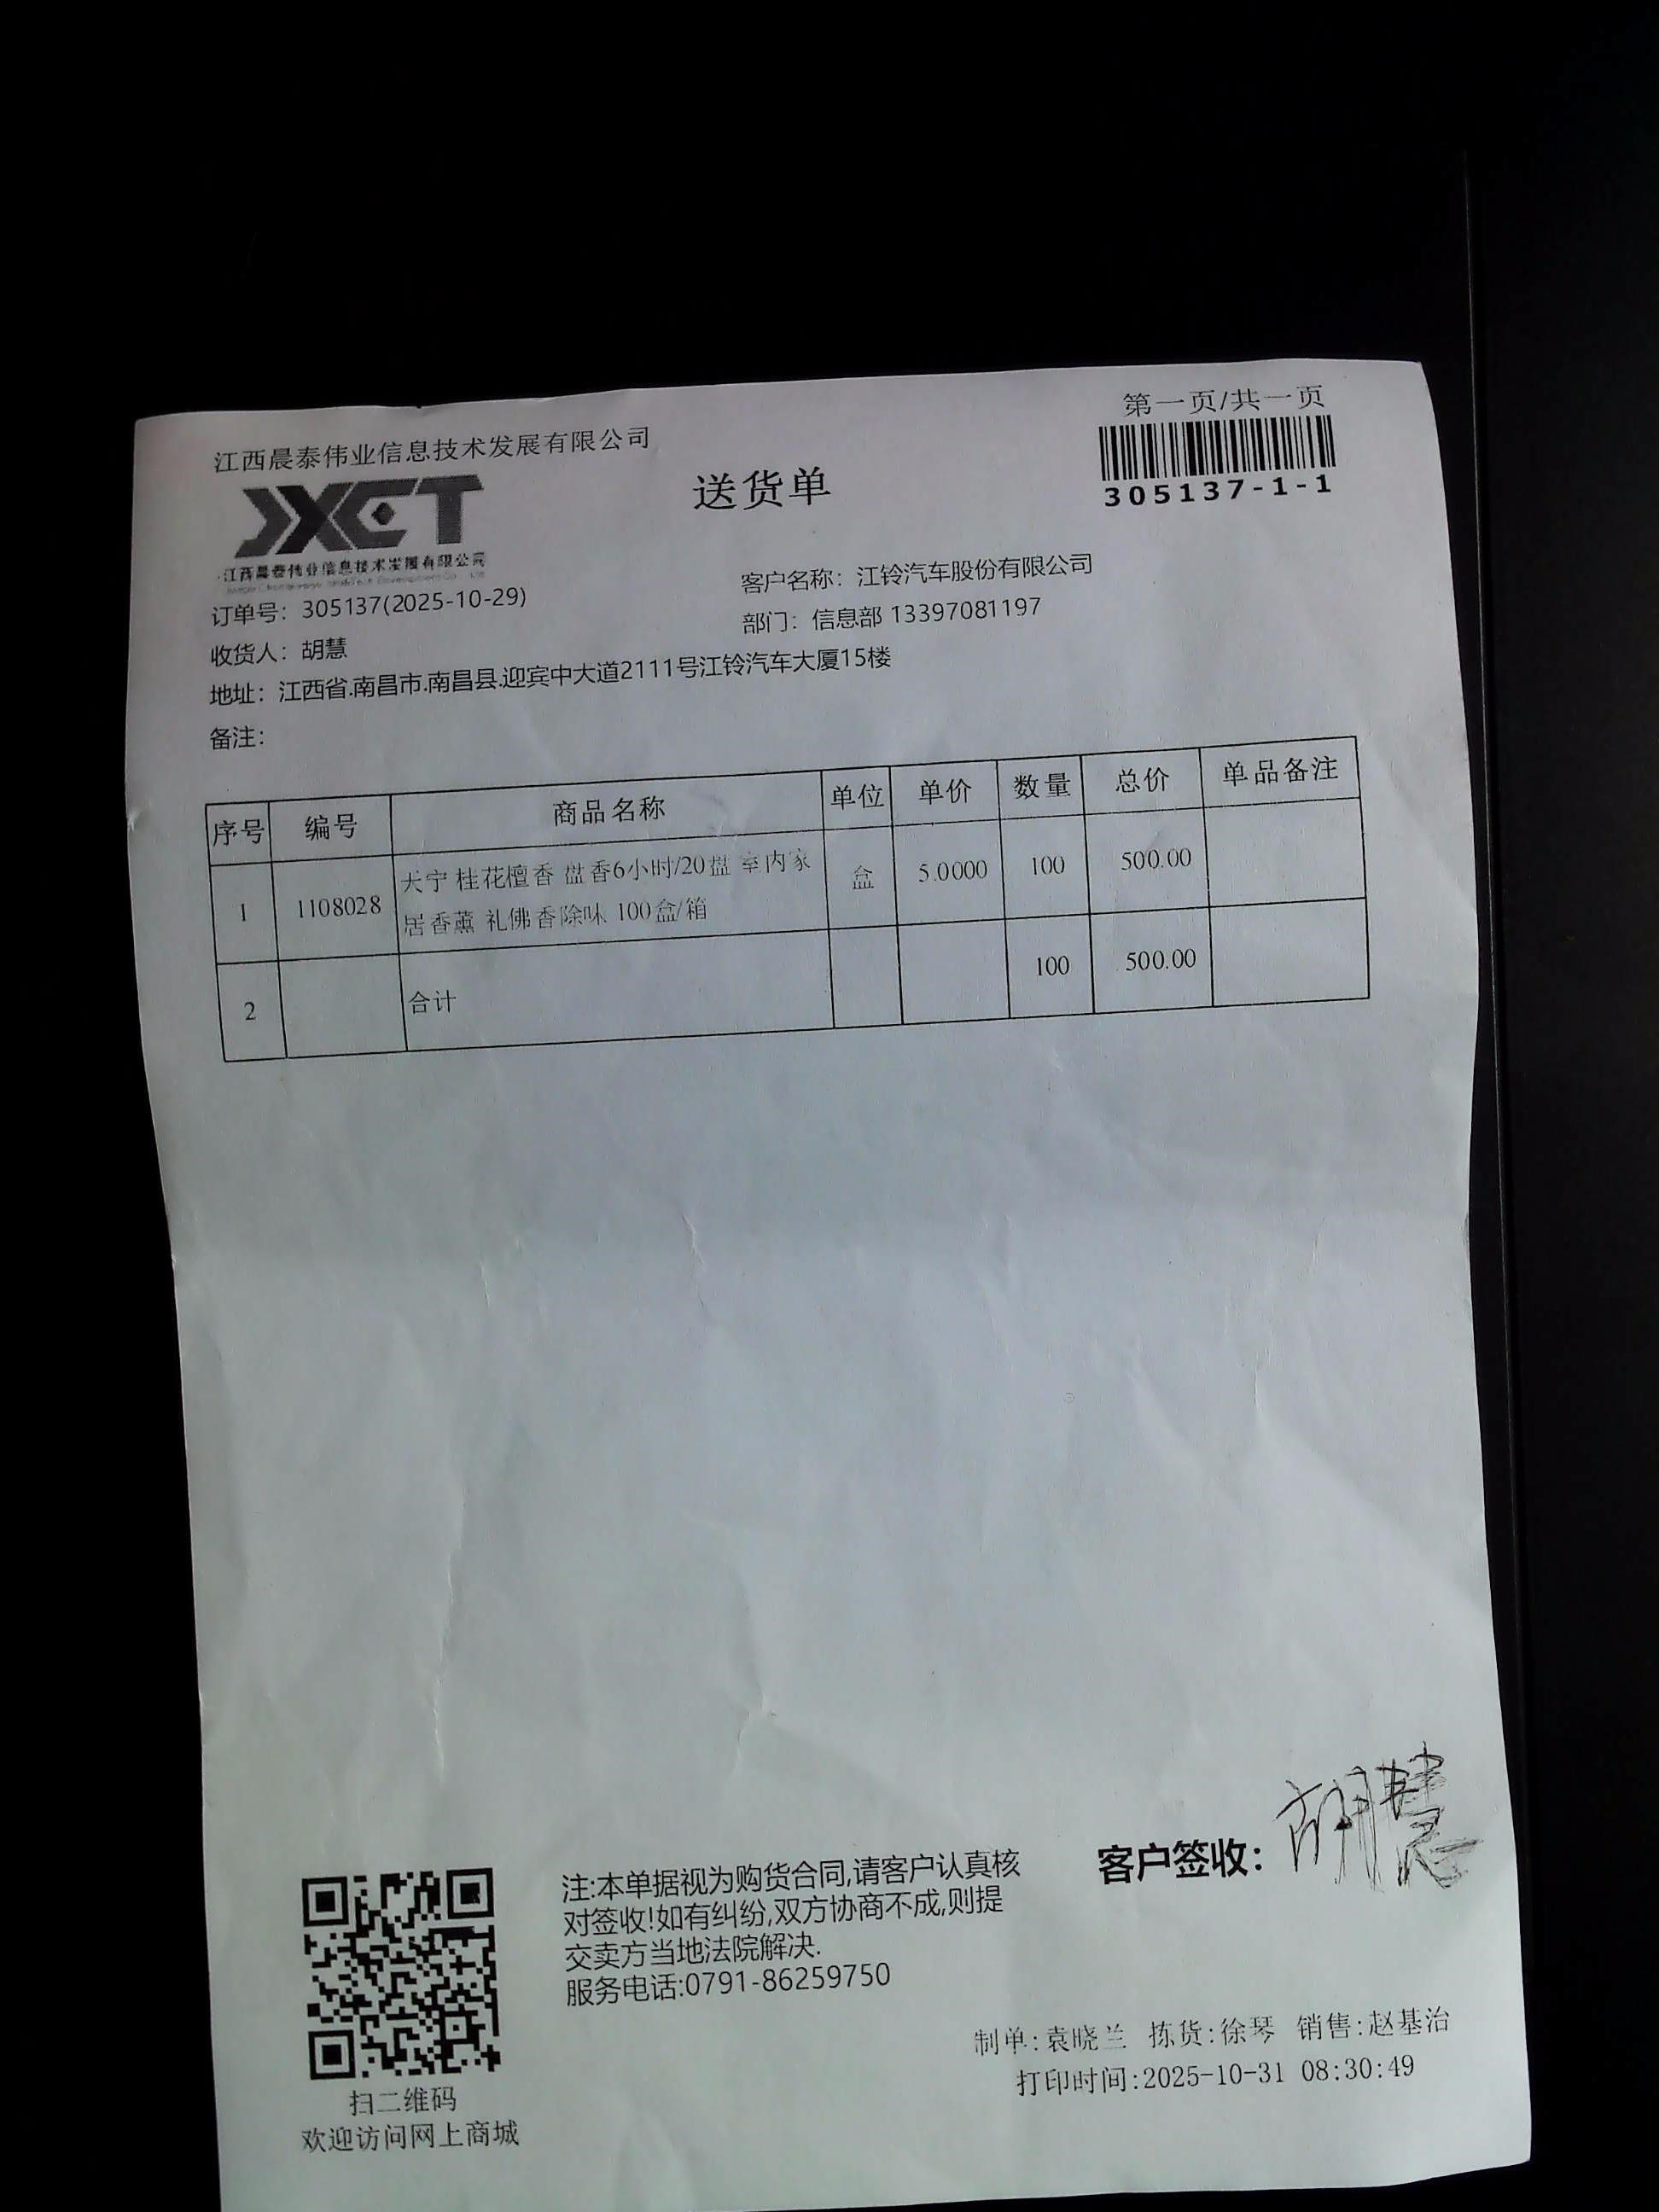 第一页/共一页
江西晨泰伟业信息技术发展有限公司
送货单
305137-1-1
JXCT
江西晨泰伟业信息技术发展有限公司
订单号：305137(2025-10-29)
客户名称：江铃汽车股份有限公司
收货人：胡慧
部门：信息部 13397081197
地址：江西省.南昌市.南昌县.迎宾中大道2111号江铃汽车大厦15楼
备注：
序号 编号 商品名称 单位 单价 数量 总价 单品备注
1 1108028 天宁 桂花檀香 盘香6小时/20盘 室内家 盒 5.0000 100 500.00
居香薰 礼佛香除味 100盒/箱
2 合计 100 500.00
注:本单据视为购货合同,请客户认真核
对签收!如有纠纷,双方协商不成,则提
交卖方当地法院解决.
服务电话:0791-86259750
客户签收：胡慧
制单:袁晓兰 拣货:徐琴 销售:赵基治
打印时间:2025-10-31 08:30:49
扫二维码
欢迎访问网上商城